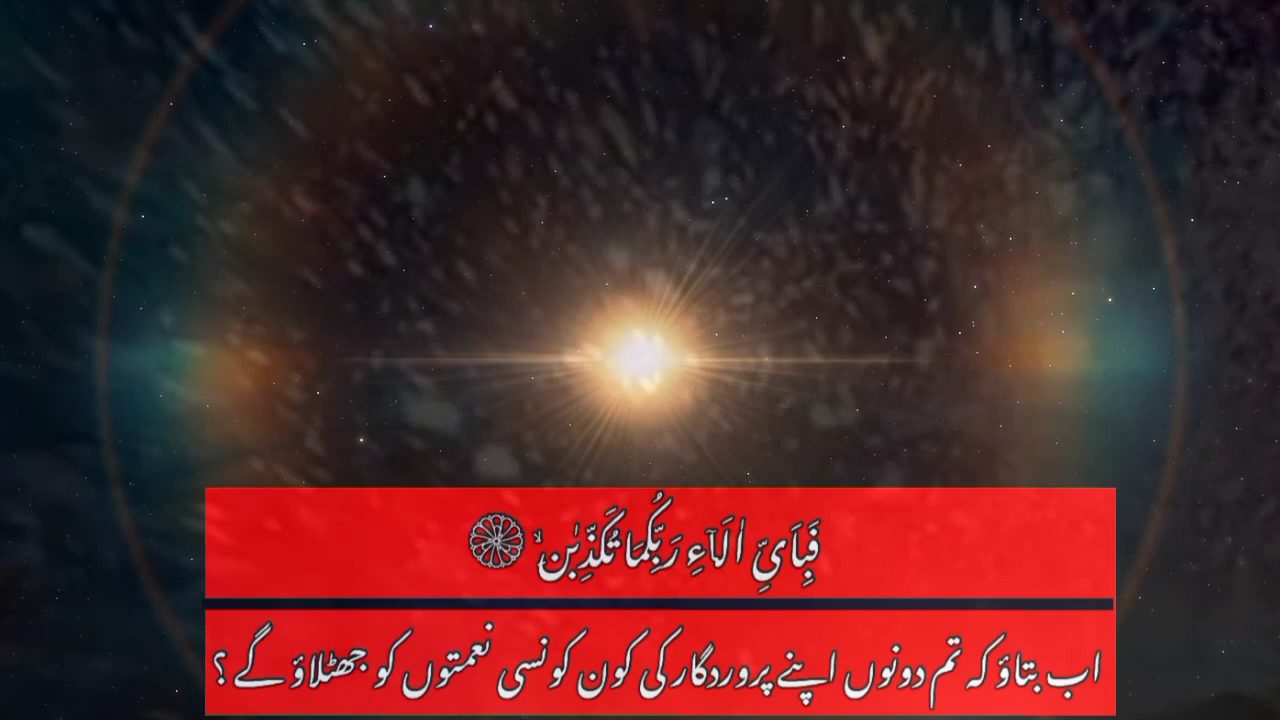 فَبِاَیِّ اٰلَآءِ رَبِّكُمَا تُكَذِّبٰنِۙ
اب بتاؤ کہ تم دونوں اپنے پروردگار کی کون کونسی نعمتوں کو جھٹلاؤ گے ؟